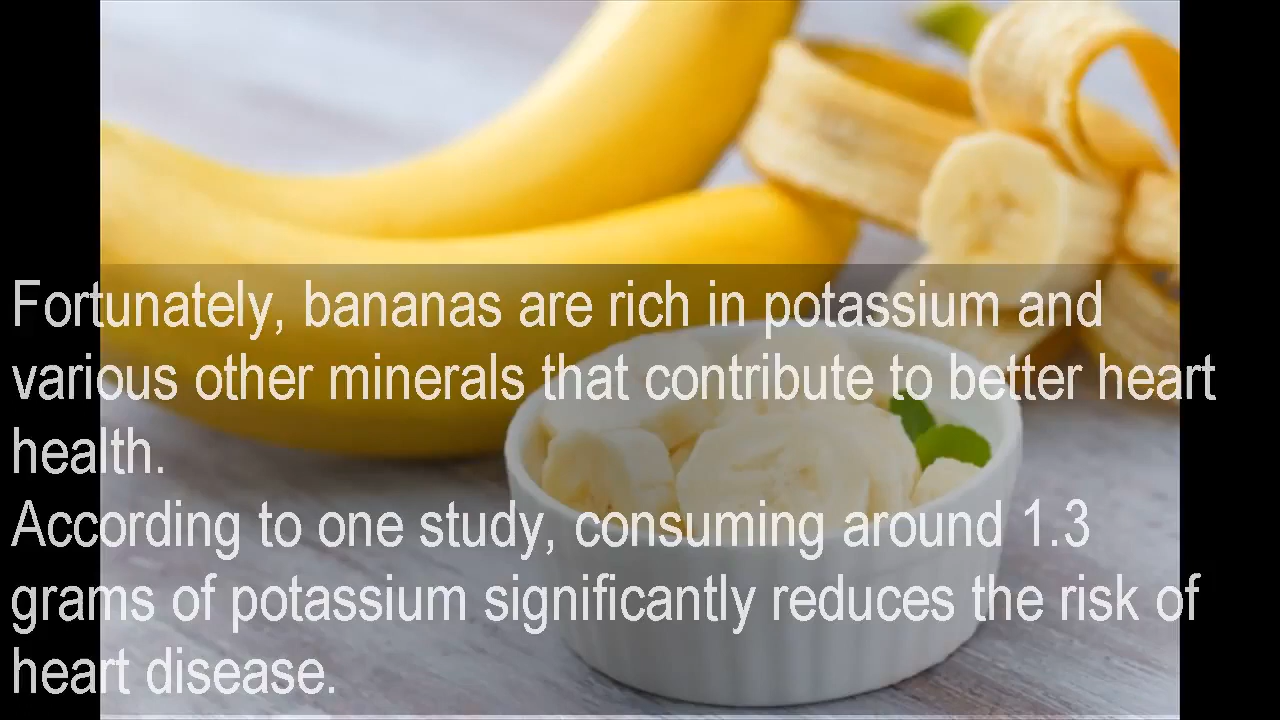 Fortunately, bananas are rich in potassium and
various other minerals that contribute to better heart
health.
According to one study, consuming around 1.3
grams of potassium significantly reduces the risk of
heart disease.